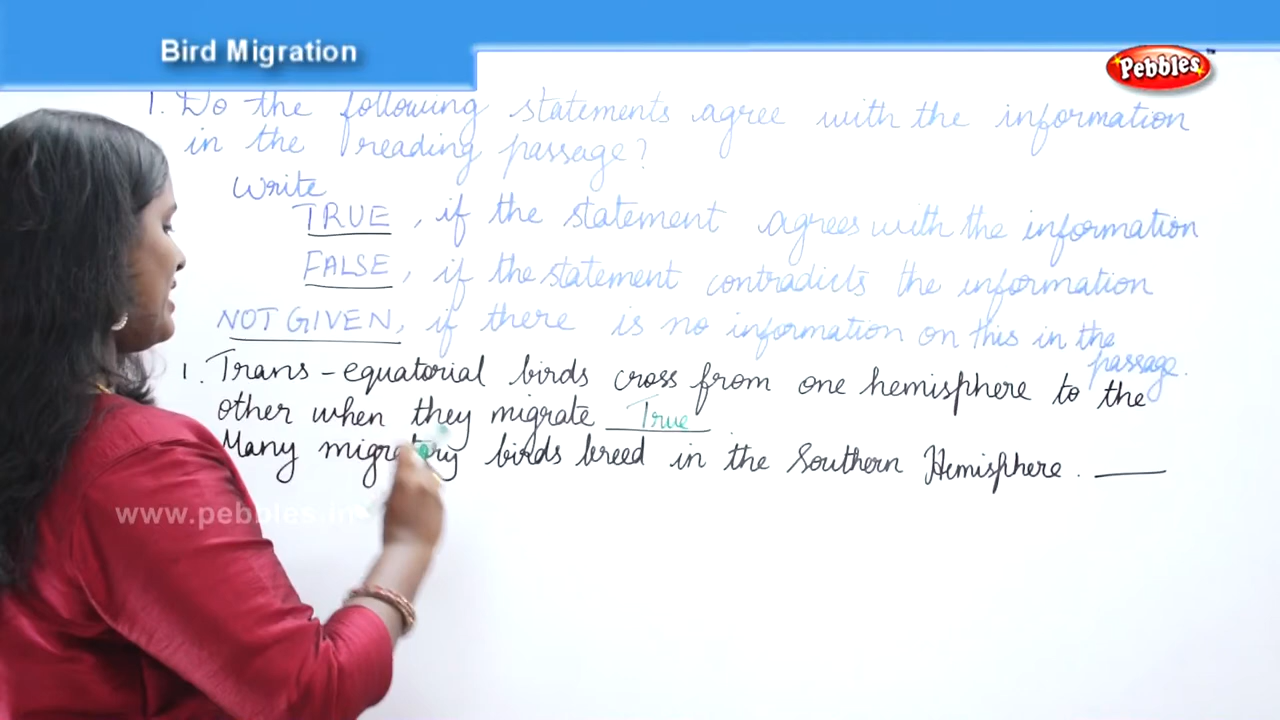 Bird Migration
Pebbles
1. Do the following statements agree with the information
in the reading passage?
Write
TRUE, if the statement agrees with the information
FALSE, if the statement contradicts the information
NOT GIVEN, if there is no information on this in the
passage.
1. Trans-equatorial birds cross from one hemisphere to the
other when they migrate True
Many migratory birds breed in the Southern Hemisphere.
www.pebbles.in